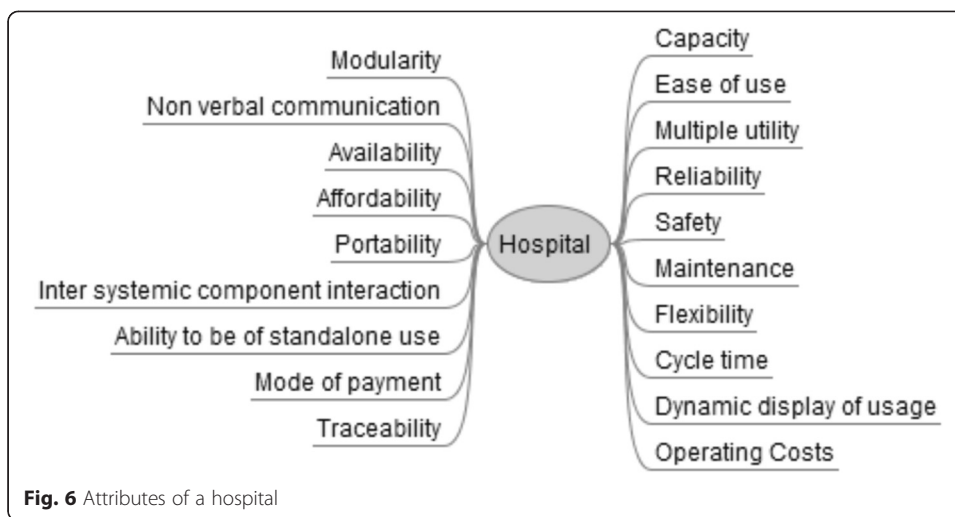 Modularity
Non verbal communication
Availability
Affordability
Portability
Inter systemic component interaction
Ability to be of standalone use
Mode of payment
Traceability
Hospital
Capacity
Ease of use
Multiple utility
Reliability
Safety
Maintenance
Flexibility
Cycle time
Dynamic display of usage
Operating Costs
Fig. 6 Attributes of a hospital